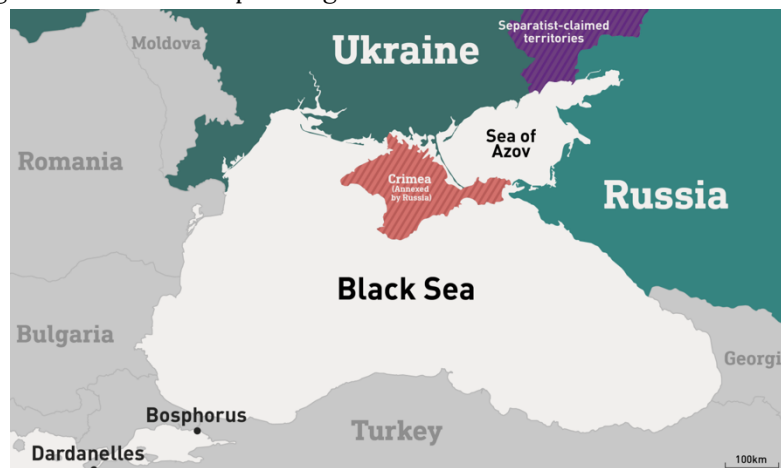 Separatist-claimed
territories
Moldova
Ukraine
Sea of
Azov
Romania
Crimea
(Annexed
by Russia)
Russia
Black Sea
Bulgaria
Georgi
Bosphorus
Turkey
Dardanelles
100km